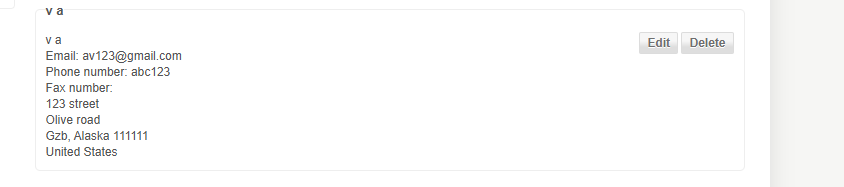 v a
v a
Edit
Delete
Email: av123@gmail.com
Phone number: abc123
Fax number:
123 street
Olive road
Gzb, Alaska 111111
United States